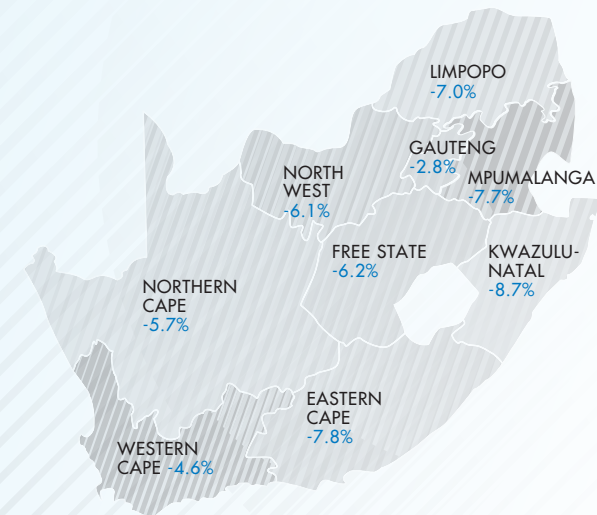 LIMPOPO
-7.0%
GAUTENG
-2.8%
MPUMALANGA
-7.7%
NORTH
WEST
-6.1%
FREE STATE
-6.2%
KWAZULU-
NATAL
-8.7%
NORTHERN
CAPE
-5.7%
EASTERN
CAPE
-7.8%
WESTERN
CAPE -4.6%